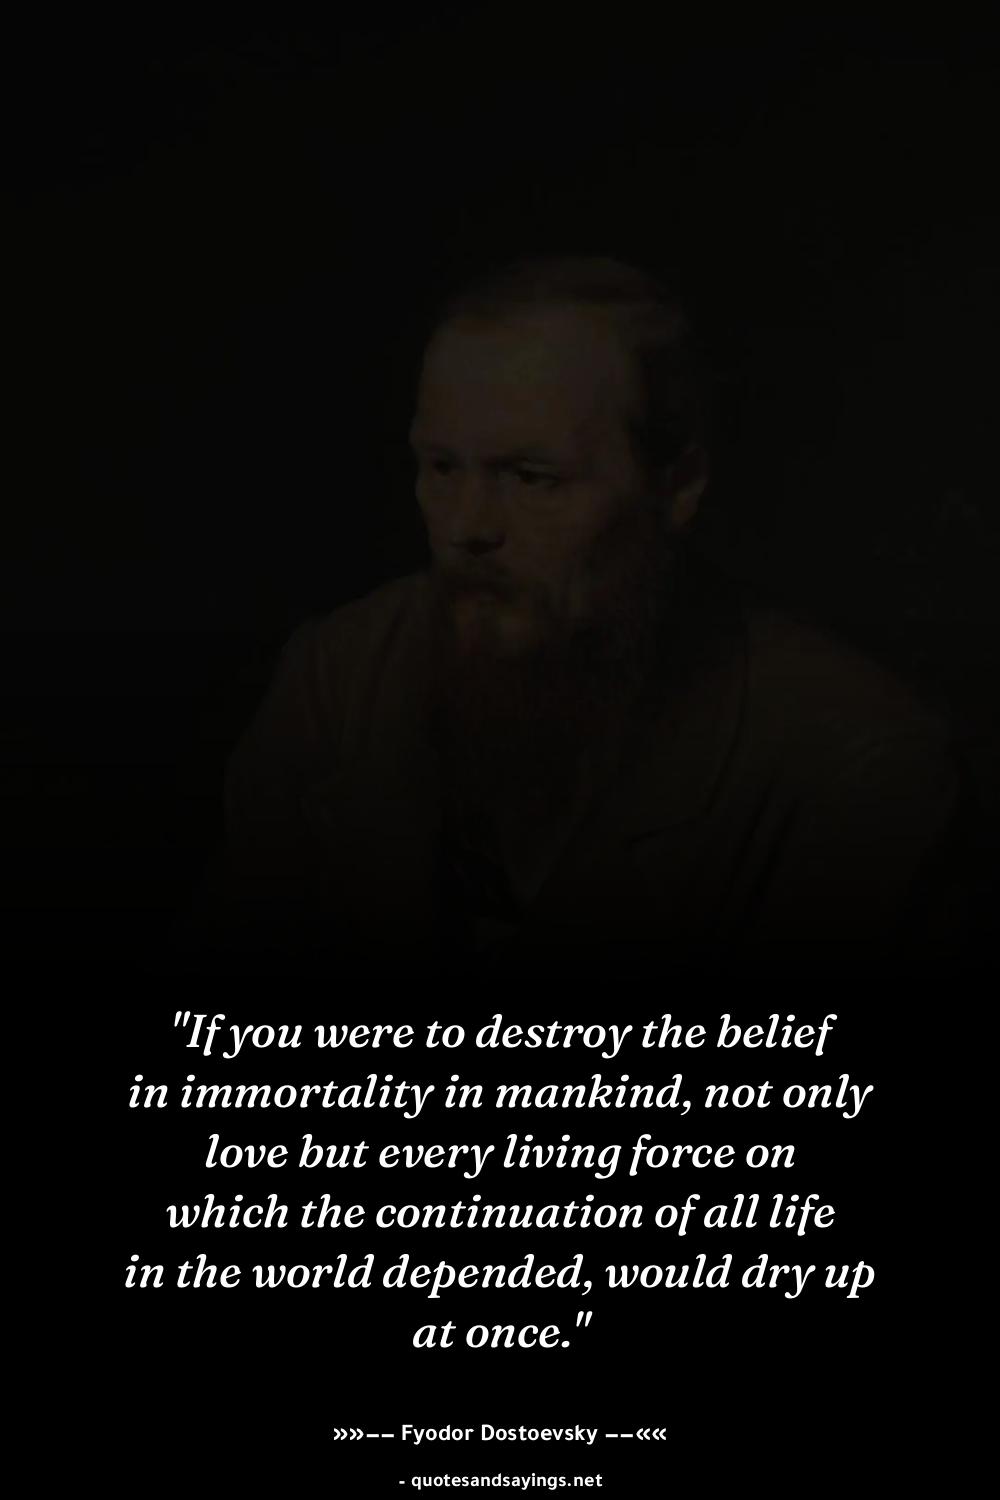 "If you were to destroy the belief
in immortality in mankind, not only
love but every living force on
which the continuation of all life
in the world depended, would dry up
at once."
»»—— Fyodor Dostoevsky ——««
- quotesandsayings.net